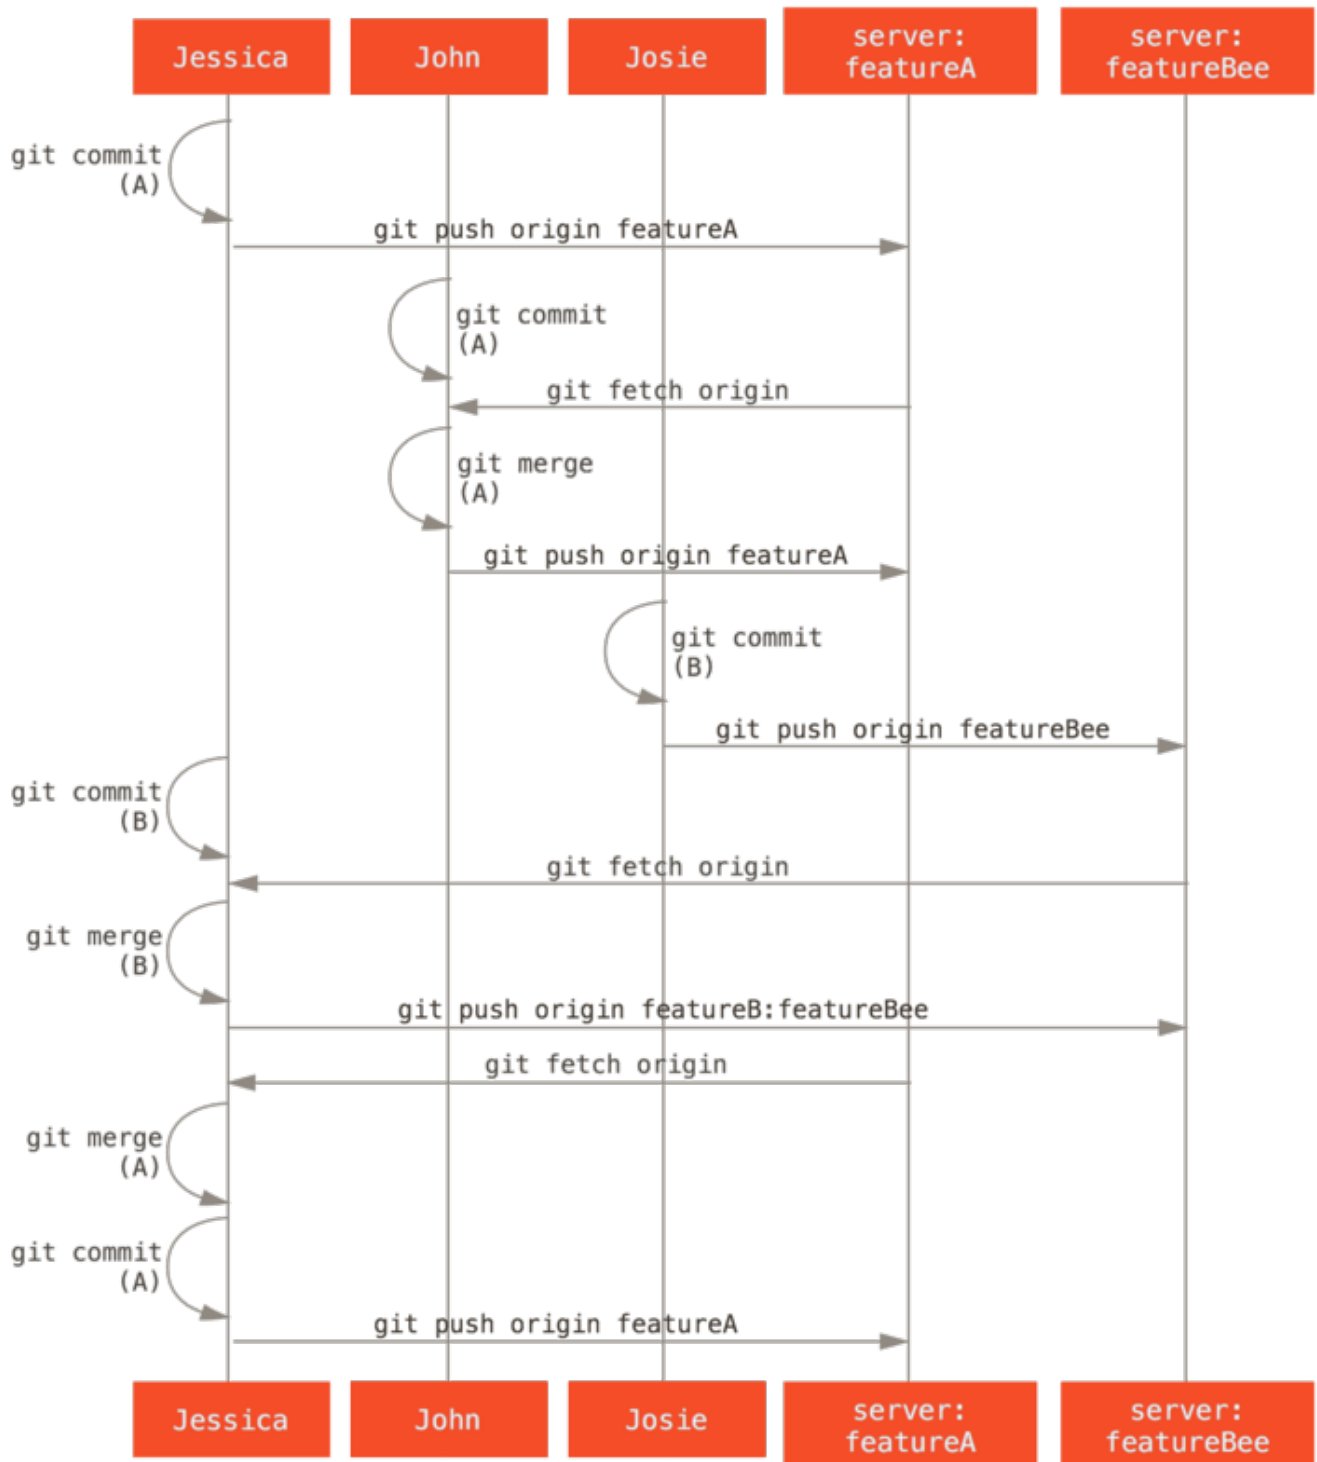 Jessica
John
Josie
server:
featureA
server:
featureBee
git commit
(A)
git push origin featureA
git commit
(A)
git fetch origin
git merge
(A)
git push origin featureA
git commit
(B)
git push origin featureBee
git commit
(B)
git fetch origin
git merge
(B)
git push origin featureB:featureBee
git fetch origin
git merge
(A)
git commit
(A)
git push origin featureA
Jessica
John
Josie
server:
featureA
server:
featureBee